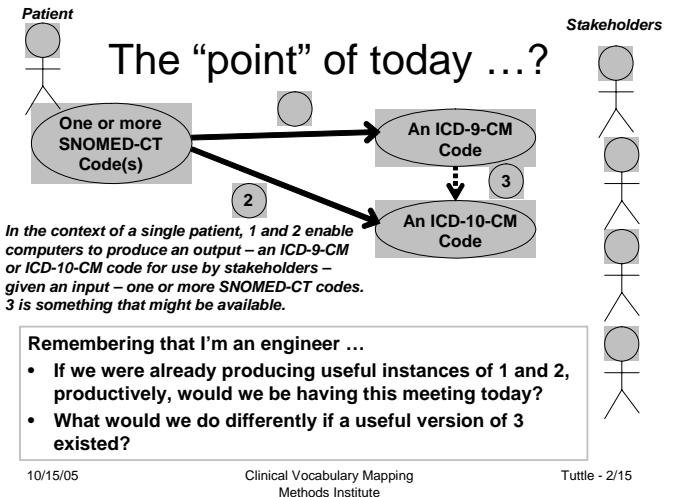 Patient
Stakeholders
The “point” of today …?
One or more
SNOMED-CT
Code(s)
An ICD-9-CM
Code
2
3
An ICD-10-CM
Code
In the context of a single patient, 1 and 2 enable
computers to produce an output – an ICD-9-CM
or ICD-10-CM code for use by stakeholders –
given an input – one or more SNOMED-CT codes.
3 is something that might be available.
Remembering that I’m an engineer …
• If we were already producing useful instances of 1 and 2,
productively, would we be having this meeting today?
• What would we do differently if a useful version of 3
existed?
10/15/05
Clinical Vocabulary Mapping
Methods Institute
Tuttle - 2/15